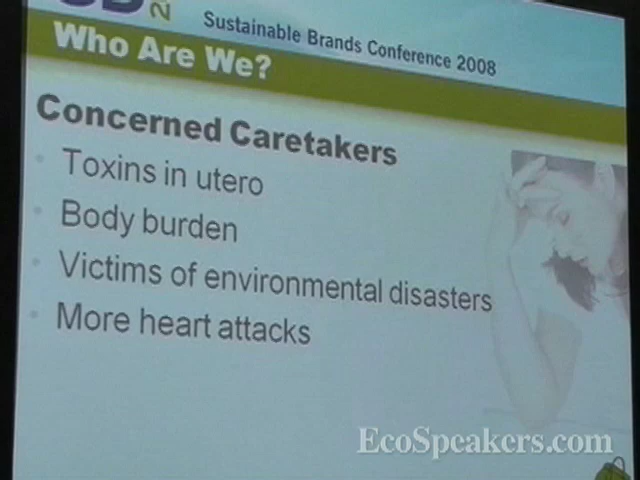 Sustainable Brands Conference 2008
Who Are We?
Concerned Caretakers
Toxins in utero
Body burden
Victims of environmental disasters
More heart attacks
EcoSpeakers.com